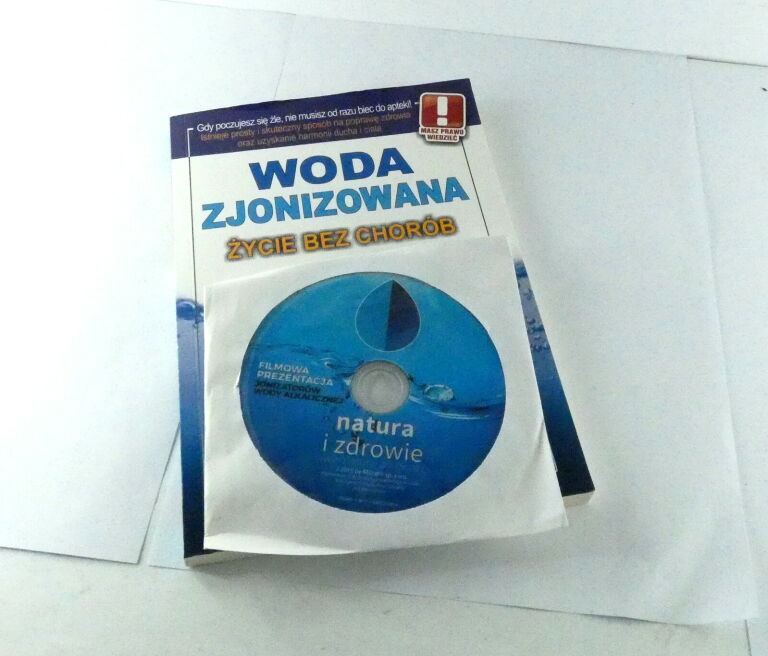 Gdy poczujesz się źle, nie musisz od razu biec do apteki!
istnieje prosty i skuteczny sposób na poprawę zdrowia
oraz uzyskanie harmonii ducha i ciała
!
MASZ PRAWO
WIEDZIEĆ
WODA
ZJONIZOWANA
ŻYCIE BEZ CHORÓB
FILMOWA
PREZENTACJA
JONIZATORÓW
WODY ALKALICZNEJ
natura
i zdrowie